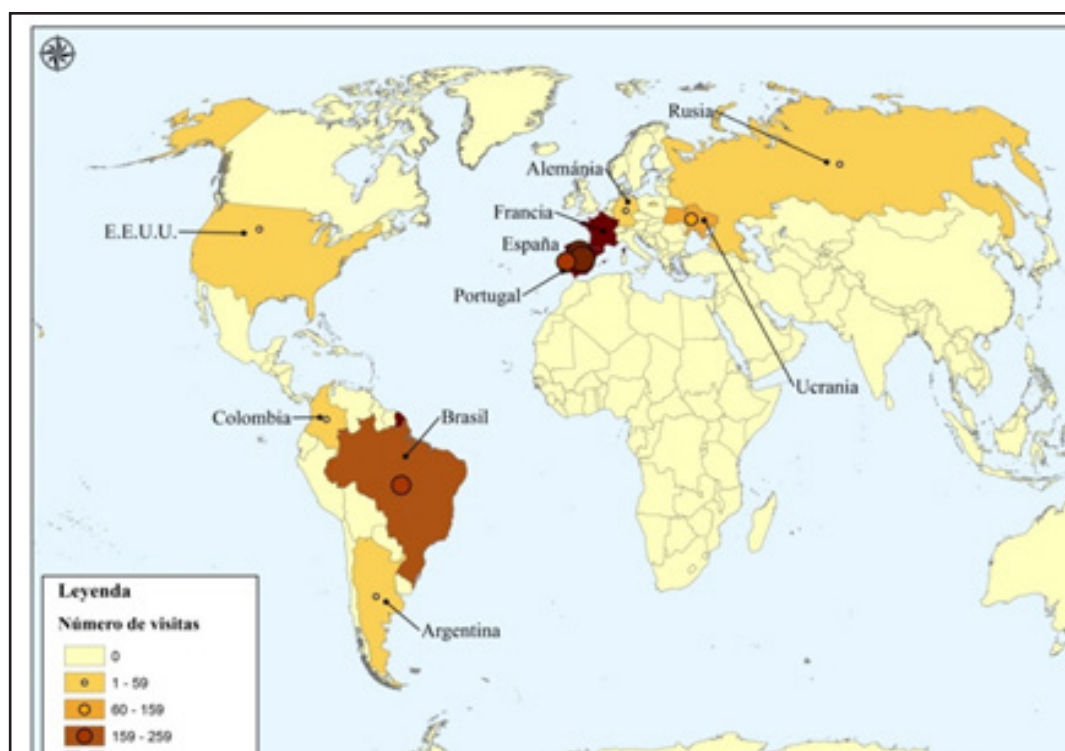 Rusia
Alemánia
Francia
E.E.U.U.
España
Portugal
Ucrania
Colombia
Brasil
Argentina
Leyenda
Número de visitas
0
1 - 59
60 - 159
159 - 259